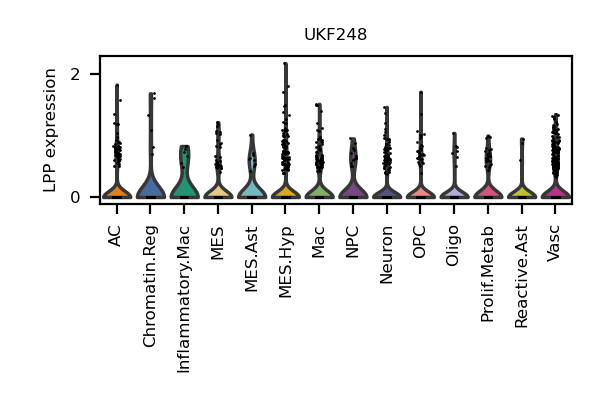 UKF248
LPP expression
2
0
AC
Chromatin.Reg
Inflammatory.Mac
MES
MES.Ast
MES.Hyp
Mac
NPC
Neuron
OPC
Oligo
Prolif.Metab
Reactive.Ast
Vasc